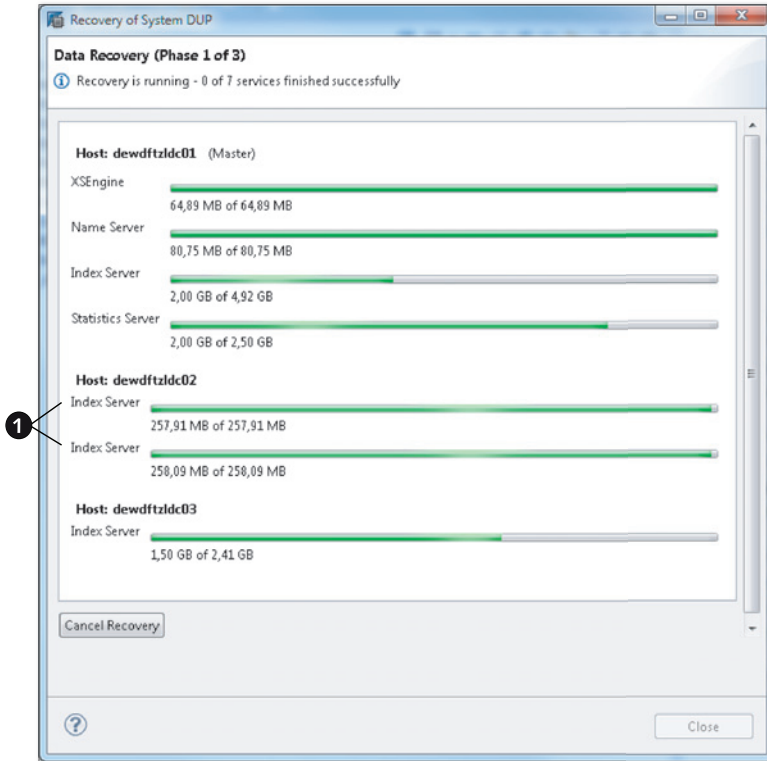 Recovery of System DUP
Data Recovery (Phase 1 of 3)
Recovery is running - 0 of 7 services finished successfully
Host: dewdftzldc01 (Master)
XSEngine
64,89 MB of 64,89 MB
Name Server
80,75 MB of 80,75 MB
Index Server
2,00 GB of 4,92 GB
Statistics Server
2,00 GB of 2,50 GB
Host: dewdftzldc02
Index Server
257,91 MB of 257,91 MB
1
Index Server
258,09 MB of 258,09 MB
Host: dewdftzldc03
Index Server
1,50 GB of 2,41 GB
Cancel Recovery
Close